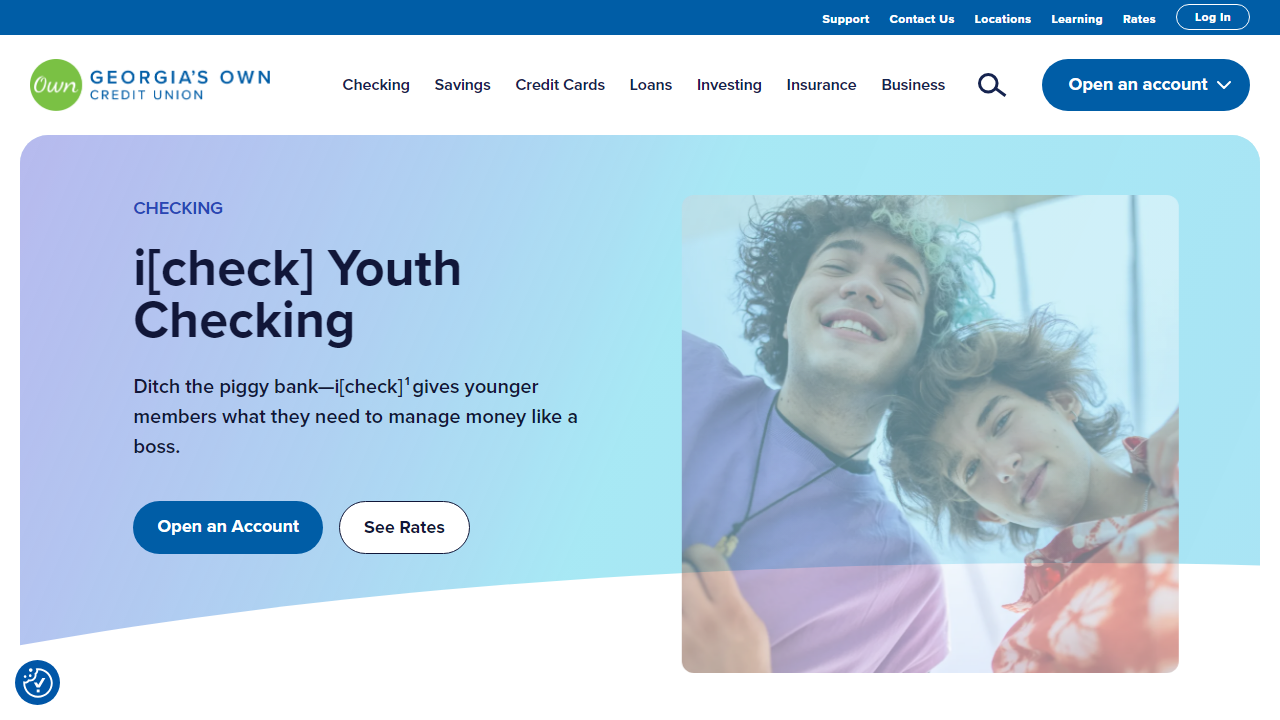 Support Contact Us Locations Learning Rates Log In
Own GEORGIA'S OWN
CREDIT UNION
Checking Savings Credit Cards Loans Investing Insurance Business Open an account
CHECKING
i[check] Youth
Checking
Ditch the piggy bank—i[check]¹ gives younger
members what they need to manage money like a
boss.
Open an Account See Rates